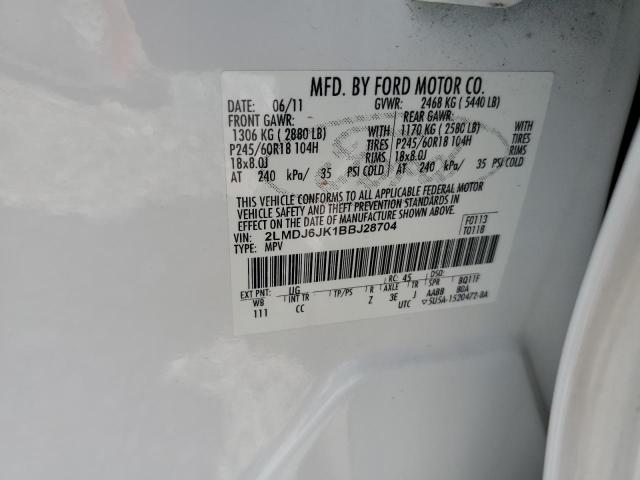 MFD. BY FORD MOTOR CO.
DATE: 06/11 GVWR: 2468 KG ( 5440 LB)
FRONT GAWR: REAR GAWR:
1306 KG ( 2880 LB) WITH 1170 KG ( 2580 LB) WITH
P245/60R18 104H TIRES P245/60R18 104H TIRES
18x8.0J RIMS 18x8.0J RIMS
AT 240 kPa/ 35 PSI COLD AT 240 kPa/ 35 PSI COLD
THIS VEHICLE CONFORMS TO ALL APPLICABLE FEDERAL MOTOR
VEHICLE SAFETY AND THEFT PREVENTION STANDARDS IN
EFFECT ON THE DATE OF MANUFACTURE SHOWN ABOVE.
VIN: 2LMDJ6JK1BBJ28704 F0113
TYPE: MPV T0118
EXT PNT: UG RC: 45 DSO:
WB INT TR TP/PS R AXLE TR SPR BQ11F
111 CC Z 3E J AABB BDA
UTC ▽5U5A-1520472-BA